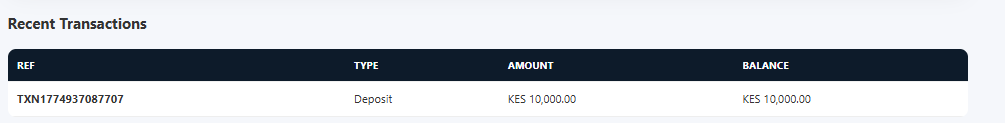 Recent Transactions
REF TYPE AMOUNT BALANCE
TXN1774937087707 Deposit KES 10,000.00 KES 10,000.00